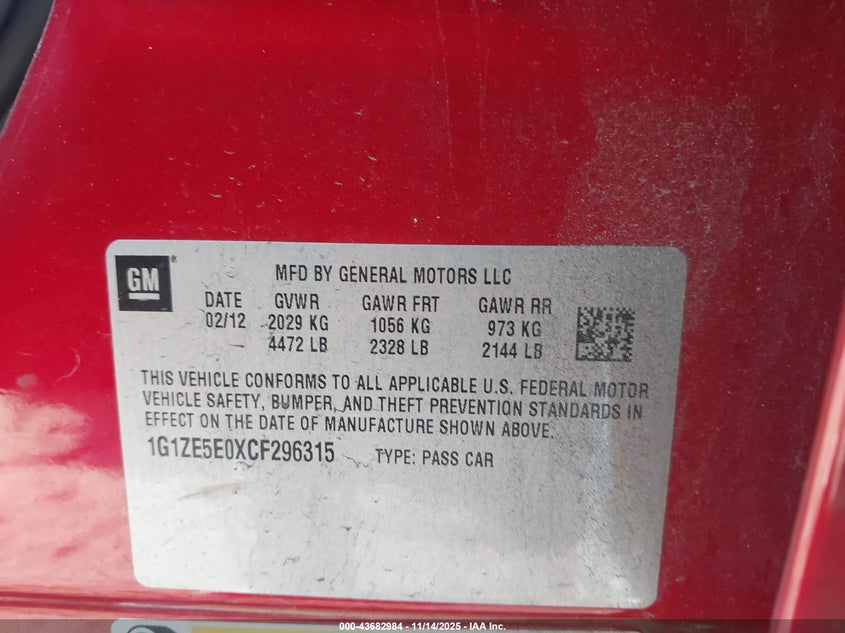 GM
®
MFD BY GENERAL MOTORS LLC
DATE GVWR GAWR FRT GAWR RR
02/12 2029 KG 1056 KG 973 KG
4472 LB 2328 LB 2144 LB
THIS VEHICLE CONFORMS TO ALL APPLICABLE U.S. FEDERAL MOTOR
VEHICLE SAFETY, BUMPER, AND THEFT PREVENTION STANDARDS IN
EFFECT ON THE DATE OF MANUFACTURE SHOWN ABOVE.
1G1ZE5E0XCF296315 TYPE: PASS CAR
000-43682984 - 11/14/2025 - IAA Inc.